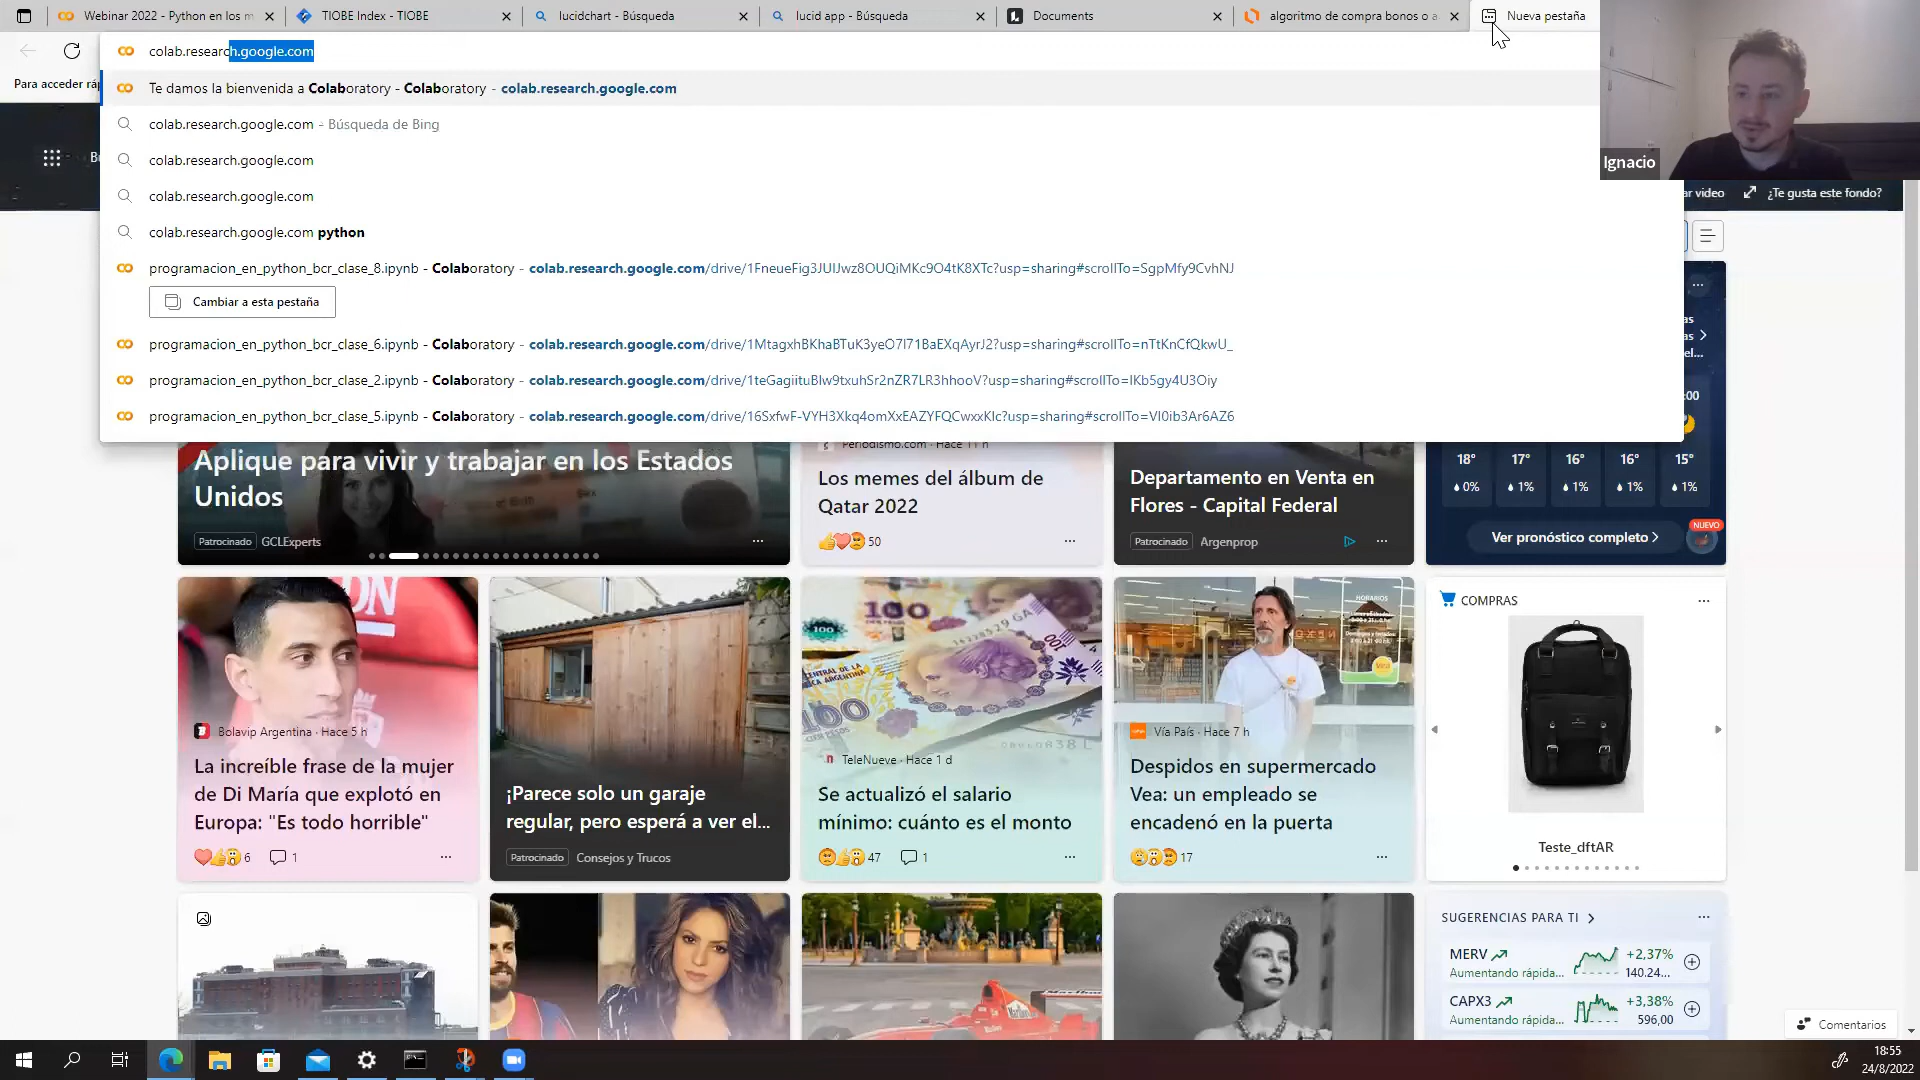 Webinar 2022 - Python en los m
TIOBE Index - TIOBE
lucidchart - Búsqueda
lucid app - Búsqueda
Documents
algoritmo de compra bonos o a
Nueva pestaña
colab.research.google.com
Para acceder ráp
Te damos la bienvenida a Colaboratory - Colaboratory - colab.research.google.com
colab.research.google.com - Búsqueda de Bing
colab.research.google.com
colab.research.google.com
colab.research.google.com python
programacion_en_python_bcr_clase_8.ipynb - Colaboratory - colab.research.google.com/drive/1FneueFig3JUlJwz8OUQiMKc9O4tK8XTc?usp=sharing#scrollTo=SgpMfy9CvhNJ
Cambiar a esta pestaña
programacion_en_python_bcr_clase_6.ipynb - Colaboratory - colab.research.google.com/drive/1MtagxhBKhaBTuK3yeO7l71BaEXqAyrJ2?usp=sharing#scrollTo=nTtKnCfQkwU_
programacion_en_python_bcr_clase_2.ipynb - Colaboratory - colab.research.google.com/drive/1teGagiituBlw9txuhSr2nZR7LR3hhooV?usp=sharing#scrollTo=IKb5gy4U3Oiy
programacion_en_python_bcr_clase_5.ipynb - Colaboratory - colab.research.google.com/drive/16SxfwF-VYH3Xkq4omXxEAZYFQCwxxKIc?usp=sharing#scrollTo=VI0ib3Ar6AZ6
Ignacio
ar video
¿Te gusta este fondo?
Aplique para vivir y trabajar en los Estados
Unidos
Patrocinado GCLExperts
Periodismo.com · Hace 11 h
Los memes del álbum de
Qatar 2022
50
Departamento en Venta en
Flores - Capital Federal
Patrocinado Argenprop
18° 17° 16° 16° 15°
0% 1% 1% 1% 1%
NUEVO
Ver pronóstico completo
Bolavip Argentina · Hace 5 h
La increíble frase de la mujer
de Di María que explotó en
Europa: "Es todo horrible"
6 1
¡Parece solo un garaje
regular, pero esperá a ver el...
Patrocinado Consejos y Trucos
TeleNueve · Hace 1 d
Se actualizó el salario
mínimo: cuánto es el monto
47 1
HORARIOS
Vía País · Hace 7 h
Despidos en supermercado
Vea: un empleado se
encadenó en la puerta
17
COMPRAS
Teste_dftAR
SUGERENCIAS PARA TI
MERV
+2,37%
Aumentando rápida...
140.24...
CAPX3
+3,38%
Aumentando rápida...
596,00
Comentarios
18:55
24/8/2022